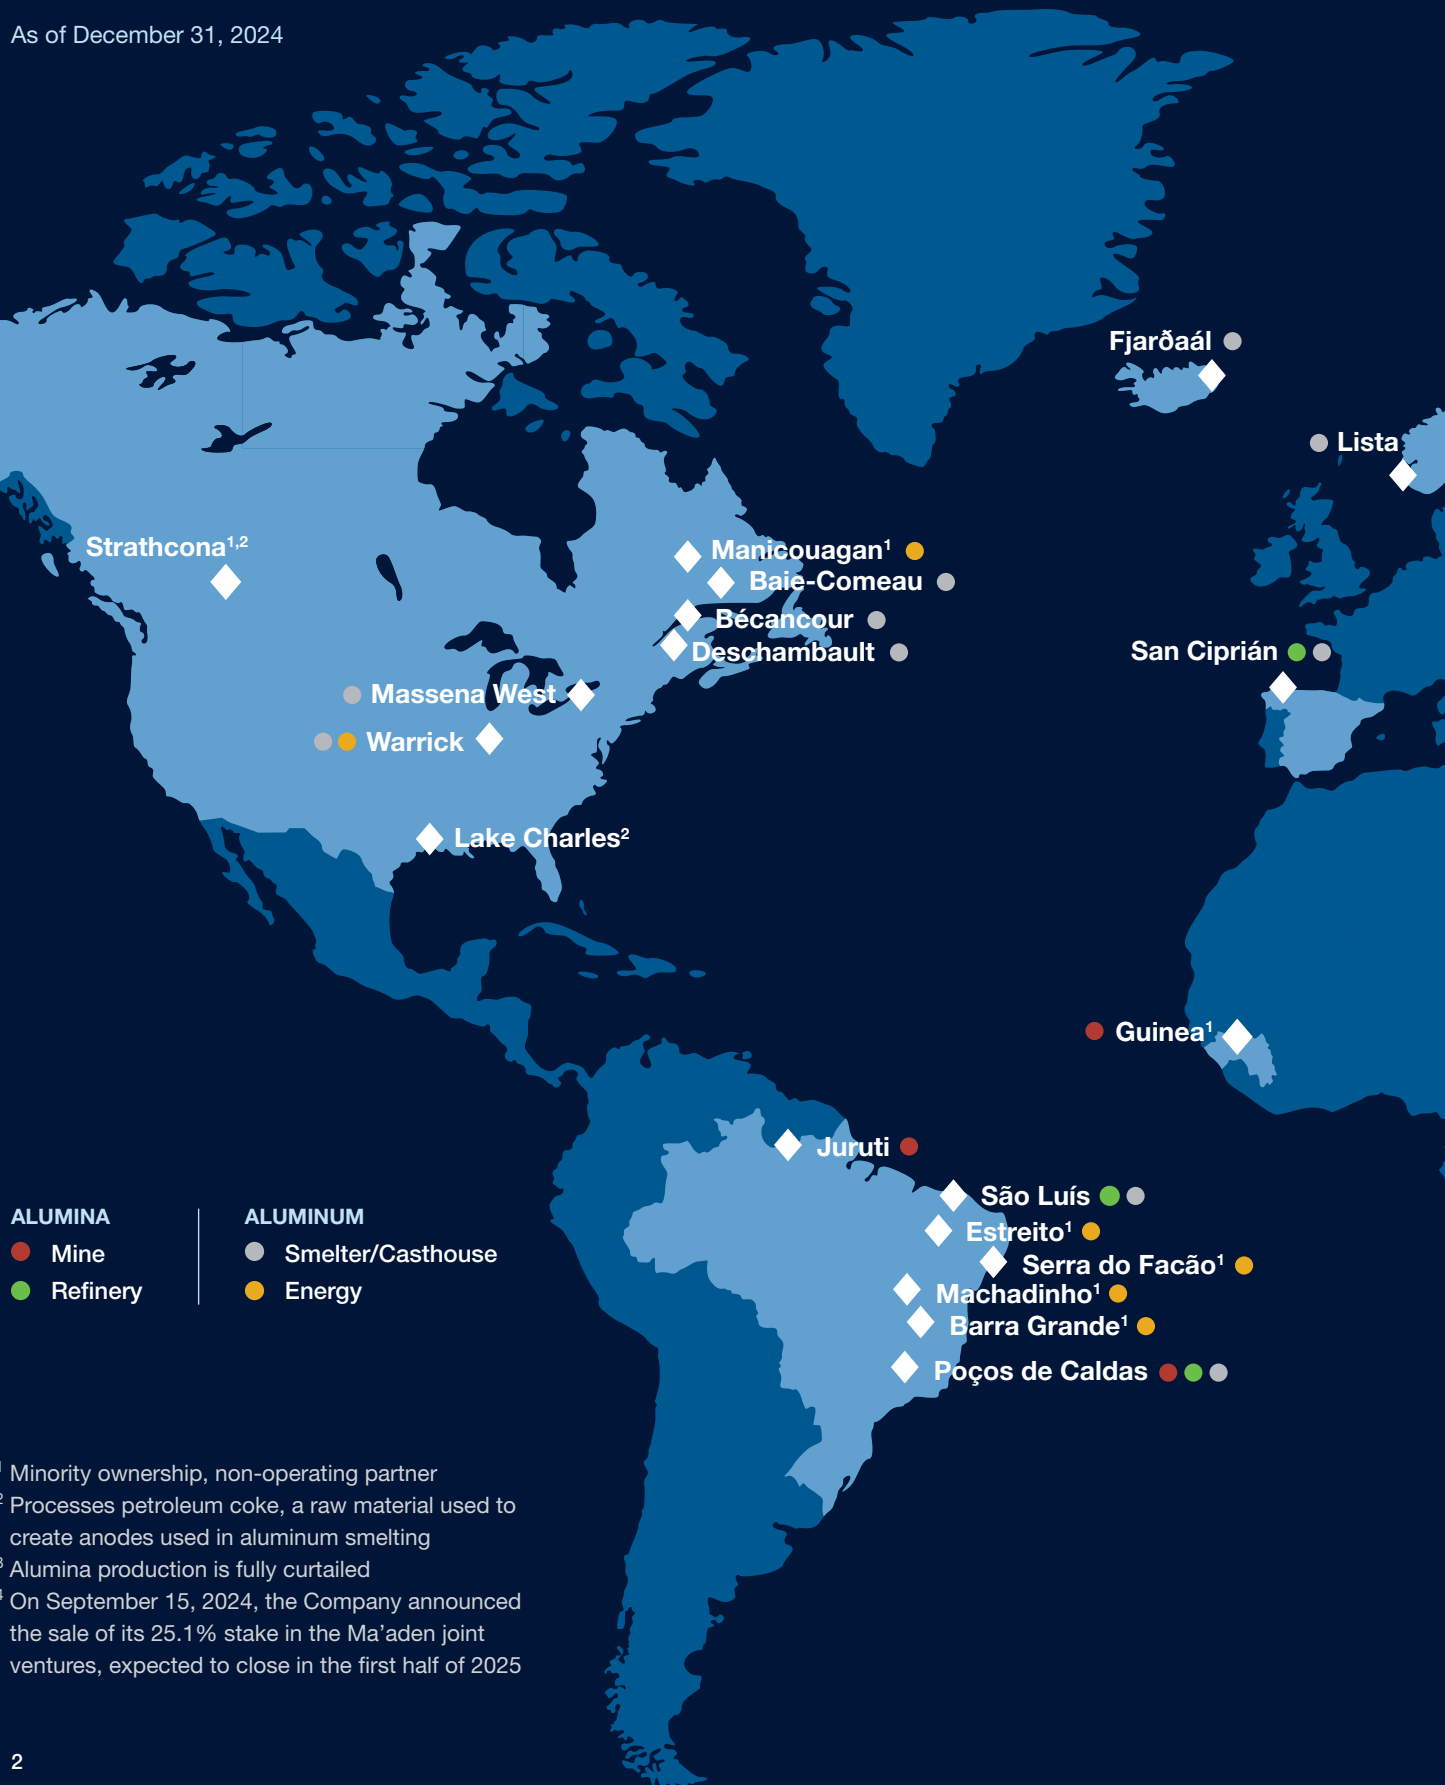 As of December 31, 2024
Fjarðaál
Lista
Strathcona1,2
Manicouagan1
Baie-Comeau
Bécancour
Deschambault
San Ciprián
Massena West
Warrick
Lake Charles2
Guinea1
Juruti
São Luís
Estreito1
Serra do Facão1
Machadinho1
Barra Grande1
Poços de Caldas
ALUMINA
Mine
Refinery
ALUMINUM
Smelter/Casthouse
Energy
1 Minority ownership, non-operating partner
2 Processes petroleum coke, a raw material used to
create anodes used in aluminum smelting
3 Alumina production is fully curtailed
4 On September 15, 2024, the Company announced
the sale of its 25.1% stake in the Ma’aden joint
ventures, expected to close in the first half of 2025
2